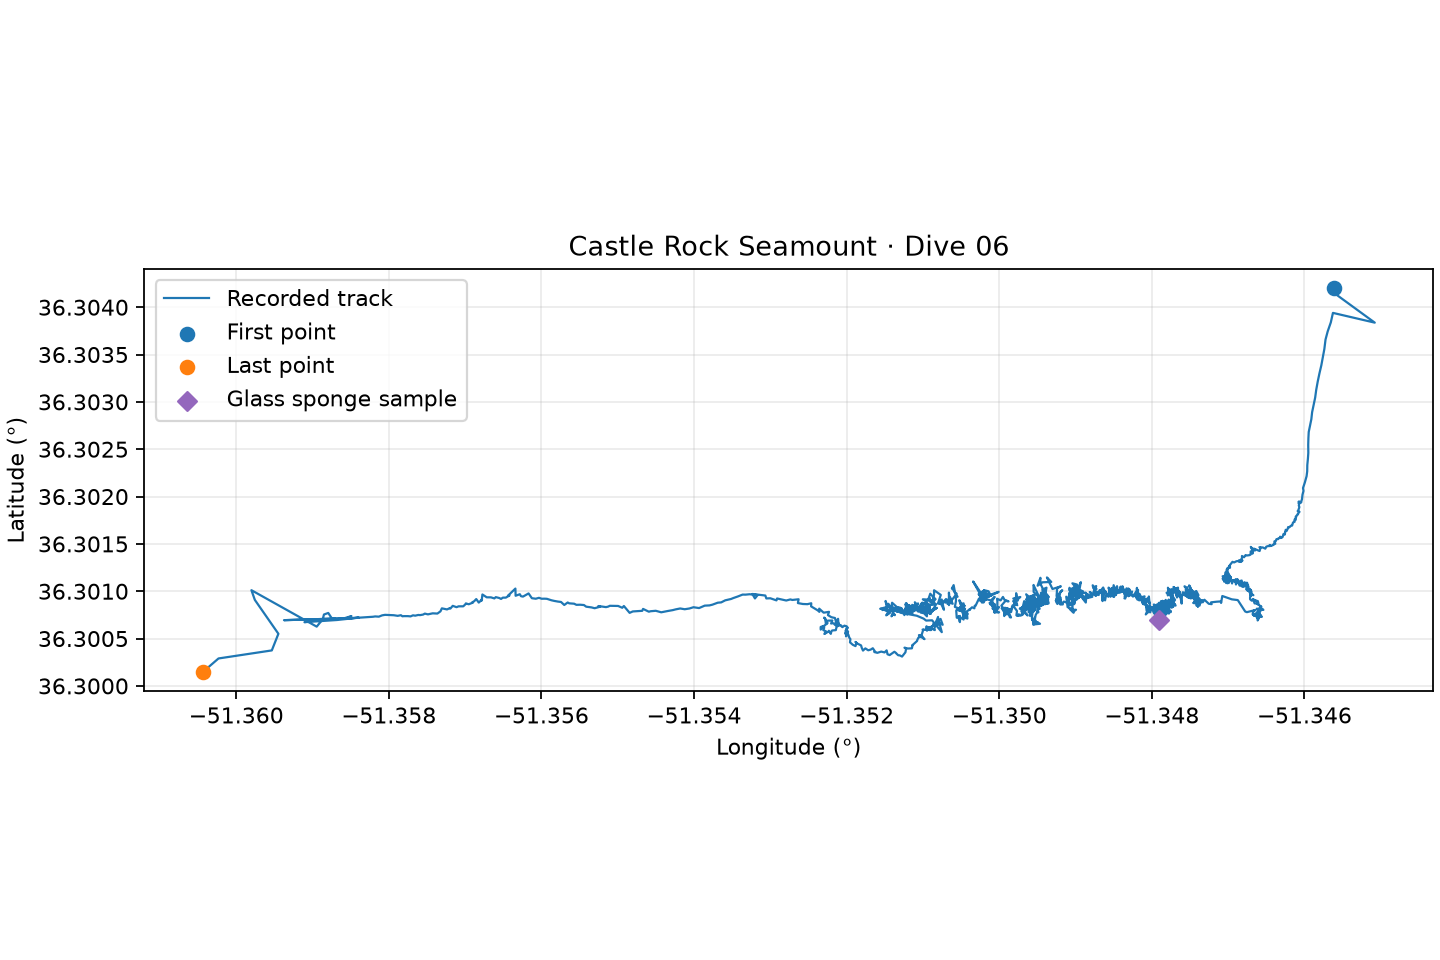 Castle Rock Seamount · Dive 06
Recorded track
First point
Last point
Glass sponge sample
Latitude (°)
36.3040
36.3035
36.3030
36.3025
36.3020
36.3015
36.3010
36.3005
36.3000
−51.360 −51.358 −51.356 −51.354 −51.352 −51.350 −51.348 −51.346
Longitude (°)